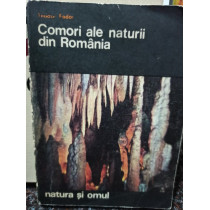 Comori ale naturii
din România
natura și omul